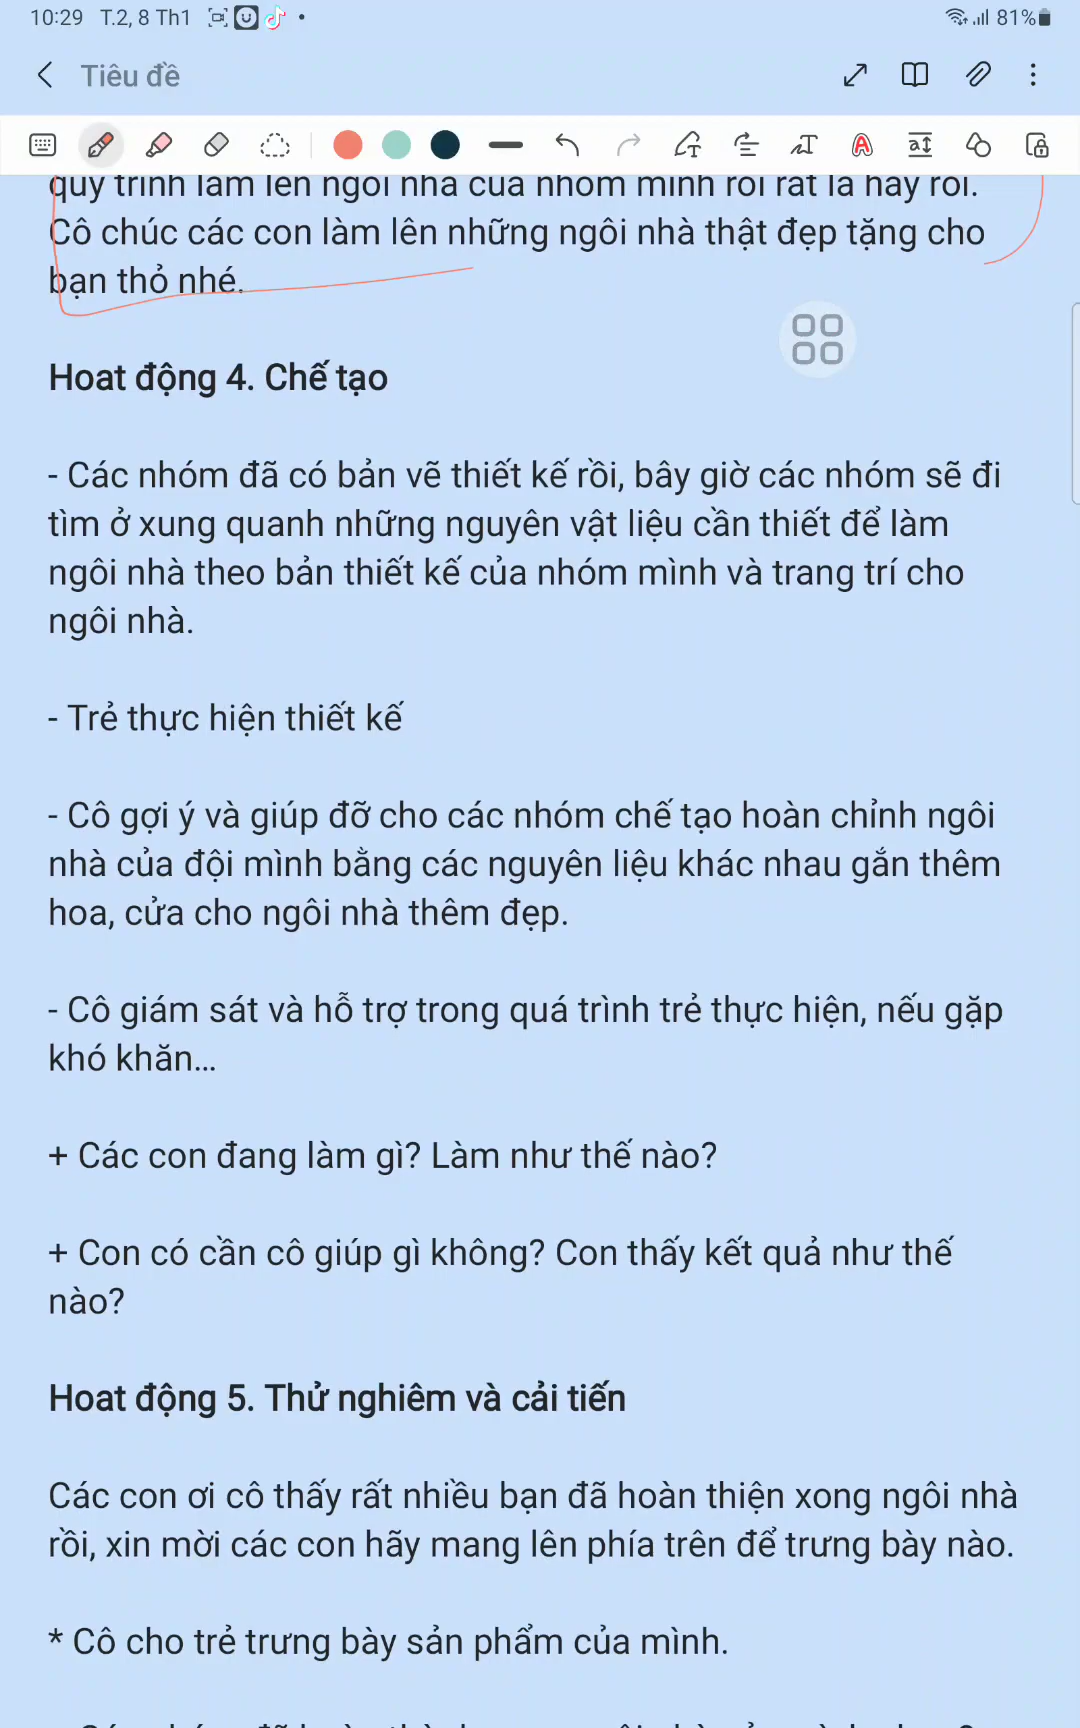 10:29 T.2, 8 Th1 81%
Tiêu đề
quy trình làm lên ngôi nhà của nhóm mình rồi rất là hay rồi.
Cô chúc các con làm lên những ngôi nhà thật đẹp tặng cho
bạn thỏ nhé.
Hoat động 4. Chế tạo
- Các nhóm đã có bản vẽ thiết kế rồi, bây giờ các nhóm sẽ đi
tìm ở xung quanh những nguyên vật liệu cần thiết để làm
ngôi nhà theo bản thiết kế của nhóm mình và trang trí cho
ngôi nhà.
- Trẻ thực hiện thiết kế
- Cô gợi ý và giúp đỡ cho các nhóm chế tạo hoàn chỉnh ngôi
nhà của đội mình bằng các nguyên liệu khác nhau gắn thêm
hoa, cửa cho ngôi nhà thêm đẹp.
- Cô giám sát và hỗ trợ trong quá trình trẻ thực hiện, nếu gặp
khó khăn...
+ Các con đang làm gì? Làm như thế nào?
+ Con có cần cô giúp gì không? Con thấy kết quả như thế
nào?
Hoat động 5. Thử nghiêm và cải tiến
Các con ơi cô thấy rất nhiều bạn đã hoàn thiện xong ngôi nhà
rồi, xin mời các con hãy mang lên phía trên để trưng bày nào.
* Cô cho trẻ trưng bày sản phẩm của mình.